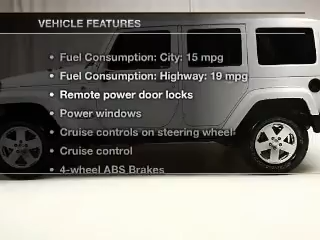 VEHICLE FEATURES
• Fuel Consumption: City: 15 mpg
• Fuel Consumption: Highway: 19 mpg
• Remote power door locks
• Power windows
• Cruise controls on steering wheel
• Cruise control
• 4-wheel ABS Brakes